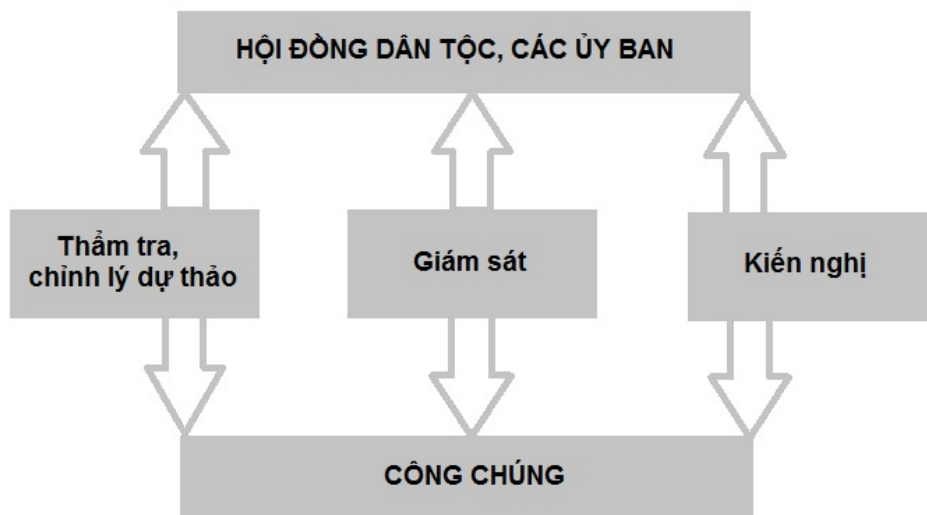 HỘI ĐỒNG DÂN TỘC, CÁC ỦY BAN
Thẩm tra,
chỉnh lý dự thảo
Giám sát
Kiến nghị
CÔNG CHÚNG